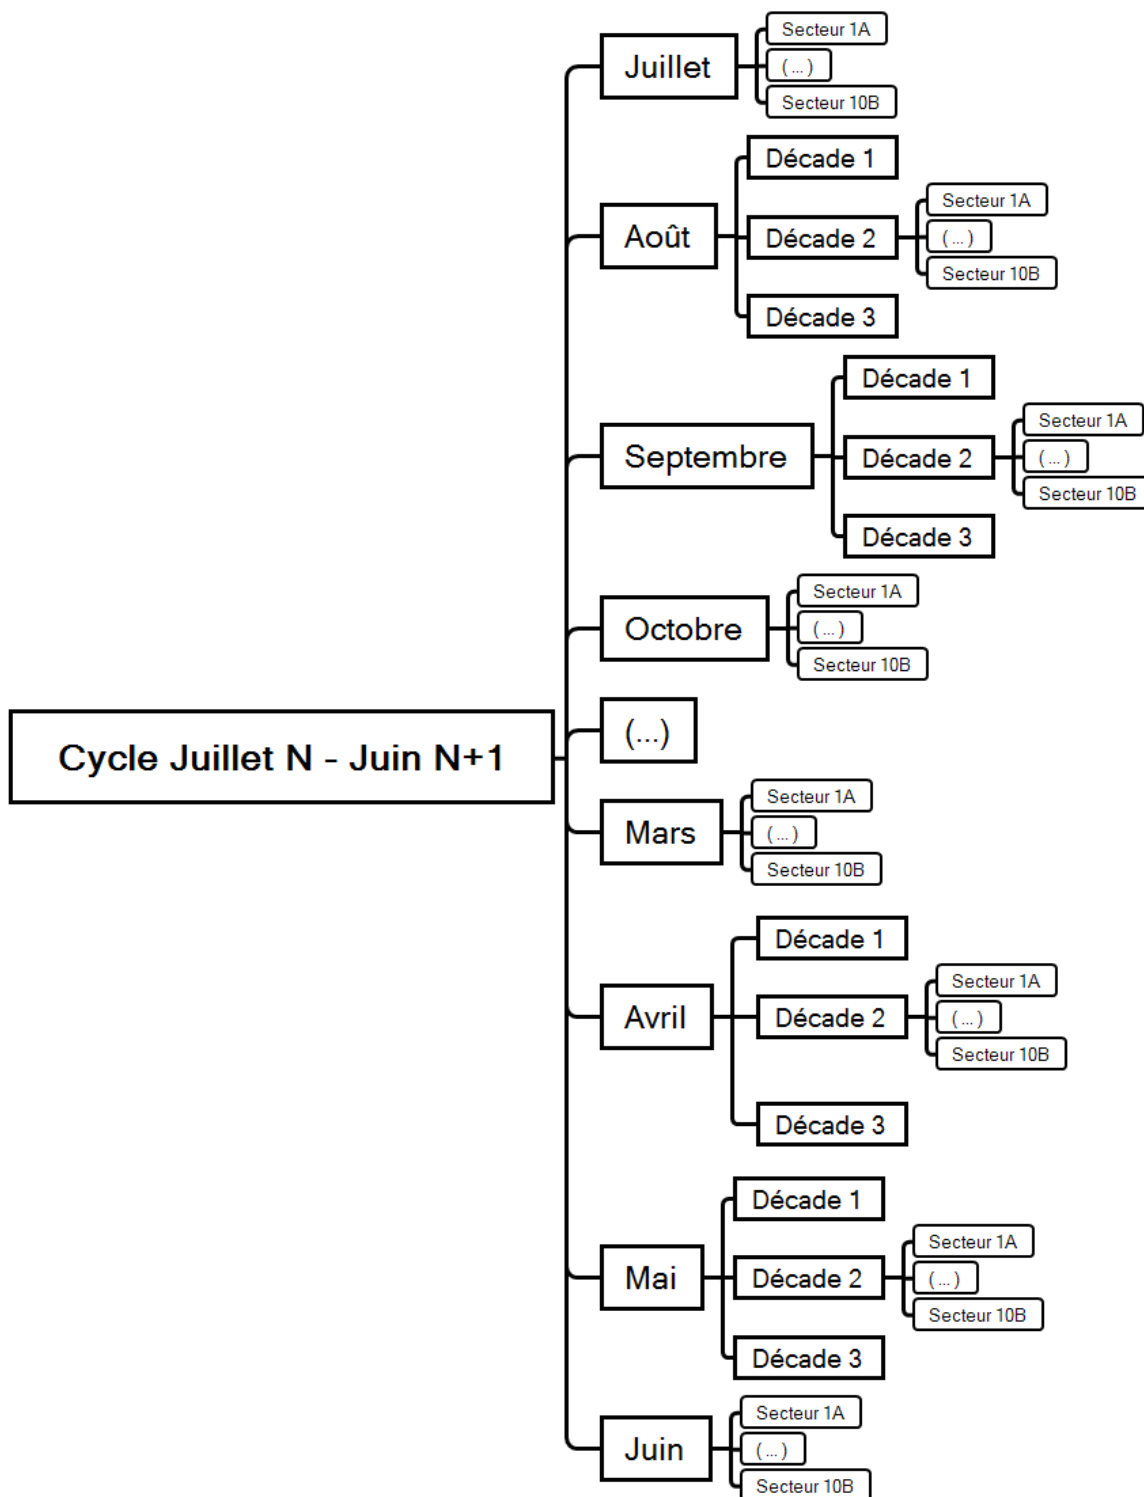 Cycle Juillet N - Juin N+1
Juillet
Secteur 1A
(...)
Secteur 10B
Août
Décade 1
Décade 2
Secteur 1A
(...)
Secteur 10B
Décade 3
Septembre
Décade 1
Décade 2
Secteur 1A
(...)
Secteur 10B
Décade 3
Octobre
Secteur 1A
(...)
Secteur 10B
(...)
Mars
Secteur 1A
(...)
Secteur 10B
Avril
Décade 1
Décade 2
Secteur 1A
(...)
Secteur 10B
Décade 3
Mai
Décade 1
Décade 2
Secteur 1A
(...)
Secteur 10B
Décade 3
Juin
Secteur 1A
(...)
Secteur 10B